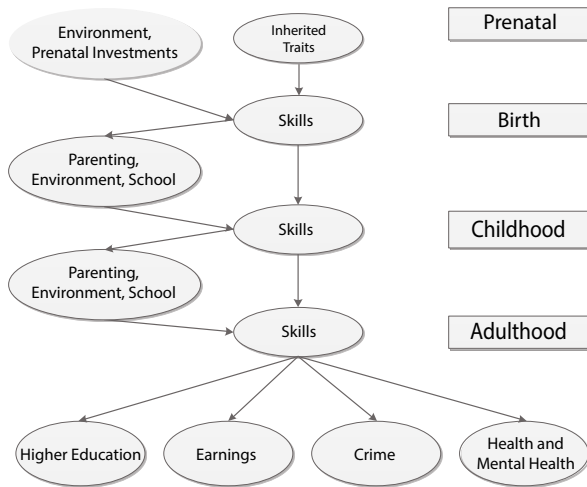 Environment,
Prenatal Investments
Inherited
Traits
Prenatal
Skills
Birth
Parenting,
Environment, School
Skills
Childhood
Parenting,
Environment, School
Skills
Adulthood
Higher Education
Earnings
Crime
Health and
Mental Health